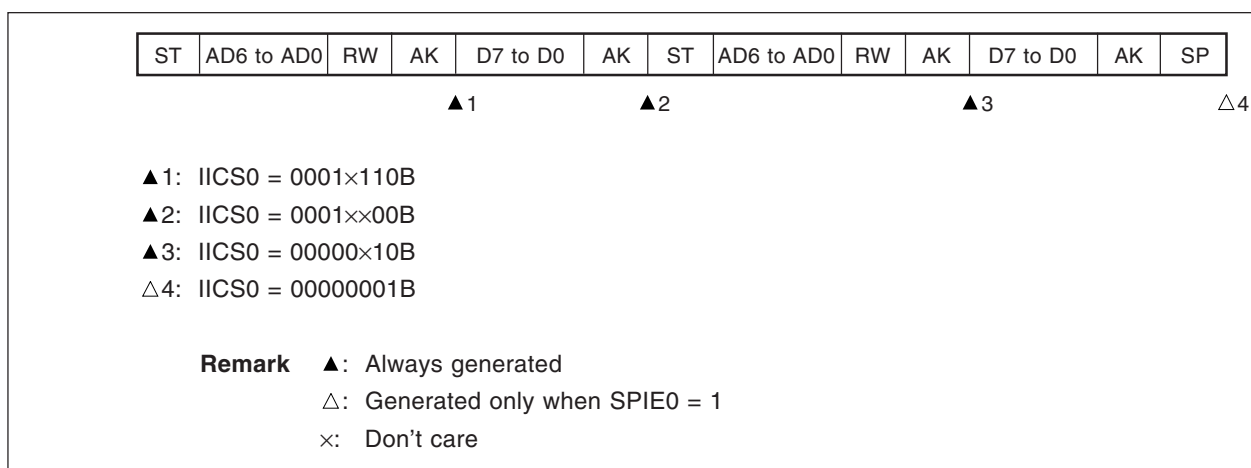 ST AD6 to AD0 RW AK D7 to D0 AK ST AD6 to AD0 RW AK D7 to D0 AK SP
▲1 ▲2 ▲3 △4
▲1: IICS0 = 0001×110B
▲2: IICS0 = 0001××00B
▲3: IICS0 = 00000×10B
△4: IICS0 = 00000001B
Remark ▲: Always generated
△: Generated only when SPIE0 = 1
×: Don't care